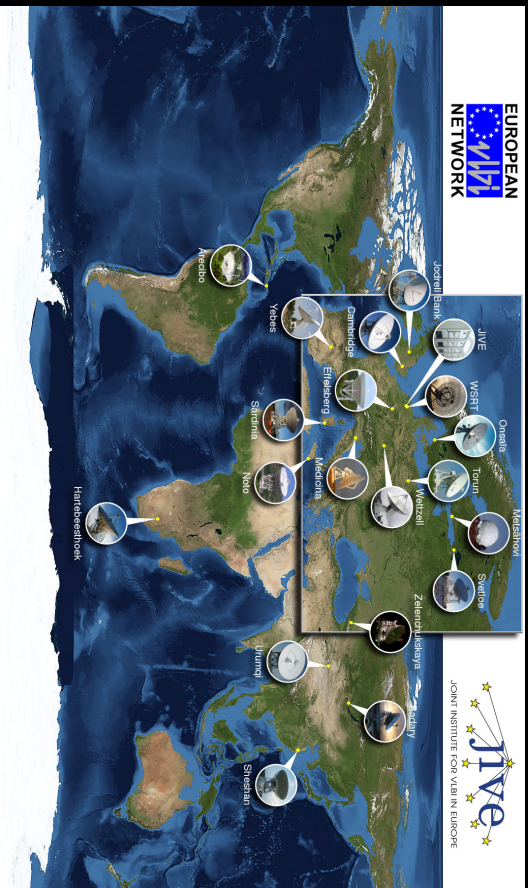 EUROPEAN
vlbi
NETWORK
JIVE
JOINT INSTITUTE FOR VLBI IN EUROPE
Jodrell Bank
JIVE
WSRT
Onsala
Torun
Metsähovi
Svetloe
Cambridge
Yebes
Effelsberg
Sardinia
Noto
Medicina
Wettzell
Zelenchukskaya
Badary
Urumqi
Sheshan
Arecibo
Hartebeesthoek